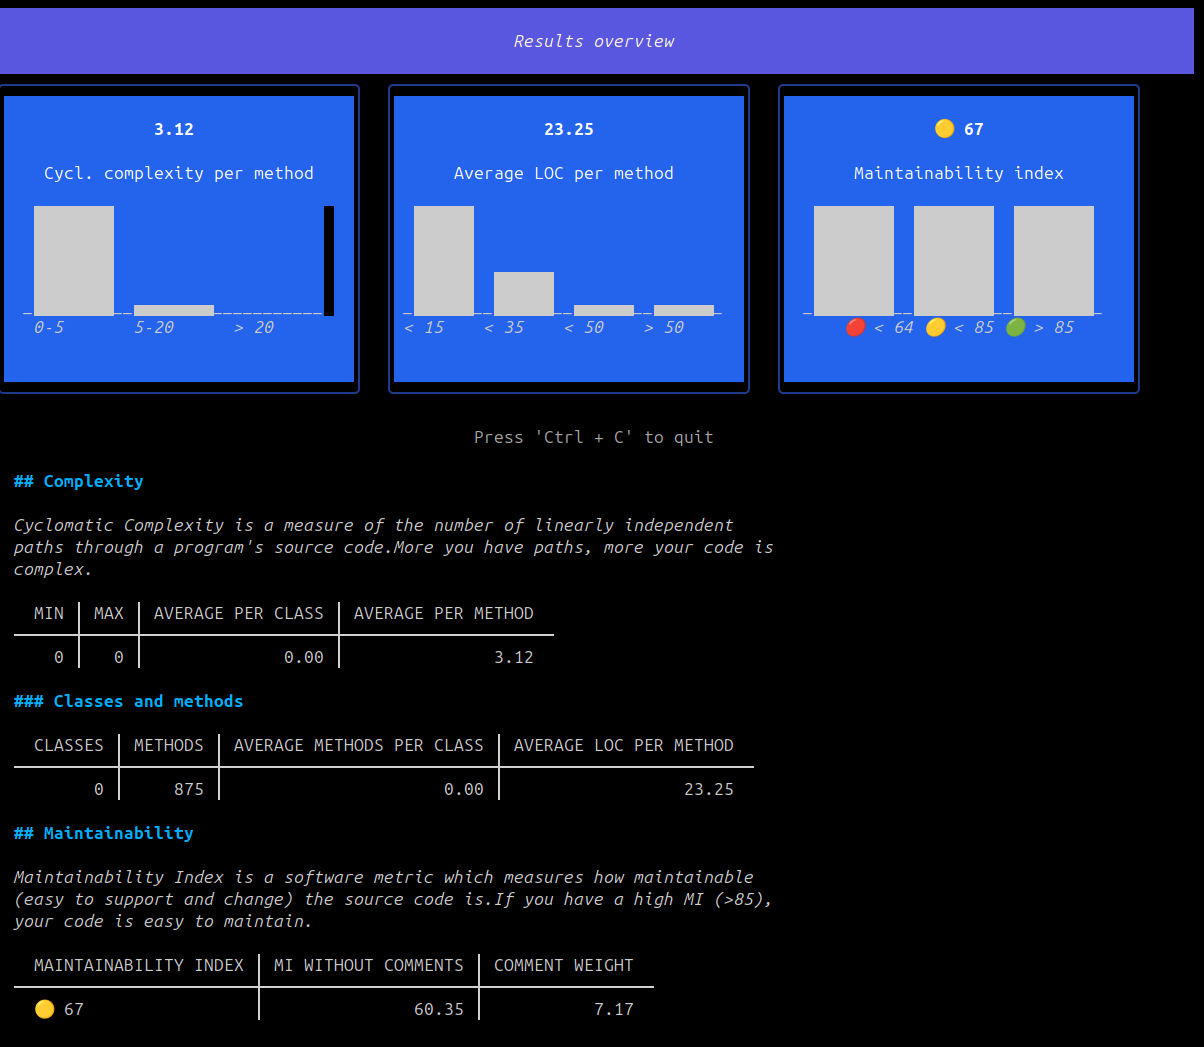 Results overview
3.12
Cycl. complexity per method
0-5 5-20 > 20
23.25
Average LOC per method
< 15 < 35 < 50 > 50
🟡 67
Maintainability index
🔴 < 64 🟡 < 85 🟢 > 85
Press 'Ctrl + C' to quit
## Complexity
Cyclomatic Complexity is a measure of the number of linearly independent
paths through a program's source code.More you have paths, more your code is
complex.
MIN MAX AVERAGE PER CLASS AVERAGE PER METHOD
0 0 0.00 3.12
### Classes and methods
CLASSES METHODS AVERAGE METHODS PER CLASS AVERAGE LOC PER METHOD
0 875 0.00 23.25
## Maintainability
Maintainability Index is a software metric which measures how maintainable
(easy to support and change) the source code is.If you have a high MI (>85),
your code is easy to maintain.
MAINTAINABILITY INDEX MI WITHOUT COMMENTS COMMENT WEIGHT
🟡 67 60.35 7.17